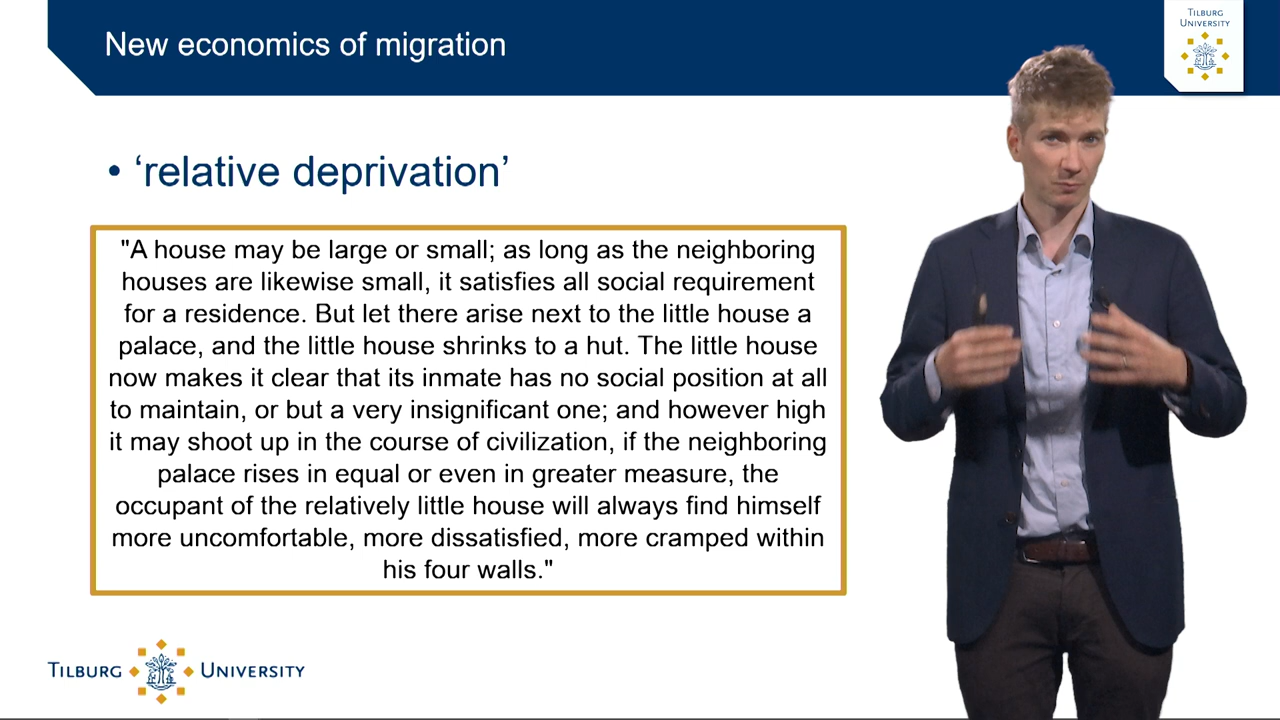 New economics of migration
TILBURG
UNIVERSITY
• ‘relative deprivation’
"A house may be large or small; as long as the neighboring
houses are likewise small, it satisfies all social requirement
for a residence. But let there arise next to the little house a
palace, and the little house shrinks to a hut. The little house
now makes it clear that its inmate has no social position at all
to maintain, or but a very insignificant one; and however high
it may shoot up in the course of civilization, if the neighboring
palace rises in equal or even in greater measure, the
occupant of the relatively little house will always find himself
more uncomfortable, more dissatisfied, more cramped within
his four walls."
TILBURG UNIVERSITY